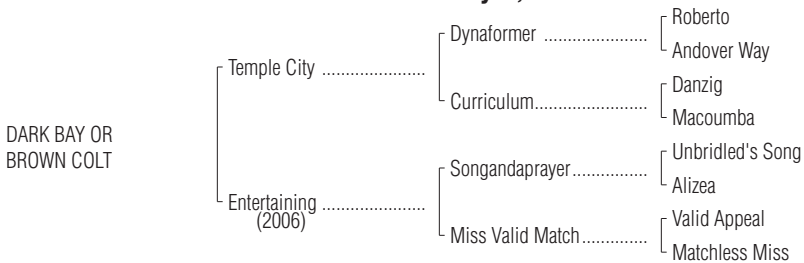 Roberto
Dynaformer ......................
Andover Way
Temple City ......................
Danzig
Curriculum........................
Macoumba
DARK BAY OR
BROWN COLT
Unbridled's Song
Songandaprayer................
Alizea
Entertaining ......................
(2006)
Valid Appeal
Miss Valid Match..............
Matchless Miss